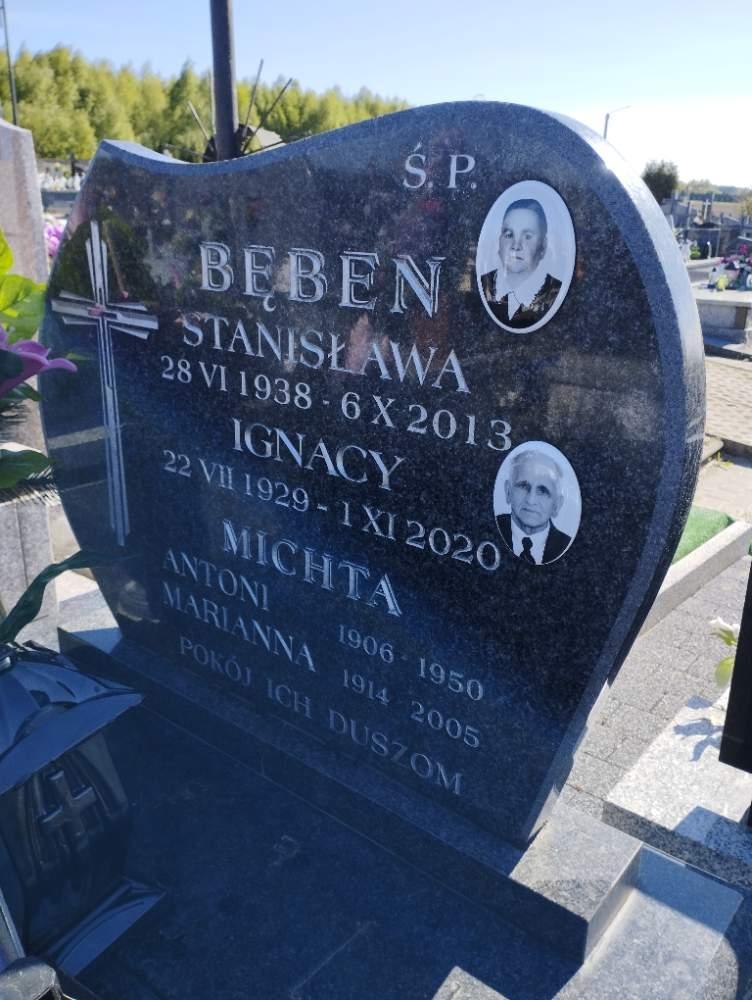 Ś. P.
BĘBEN
STANISŁAWA
28 VI 1938 - 6 X 2013
IGNACY
22 VII 1929 - 1 XI 2020
MICHTA
ANTONI 1906 - 1950
MARIANNA 1914 2005
POKÓJ ICH DUSZOM